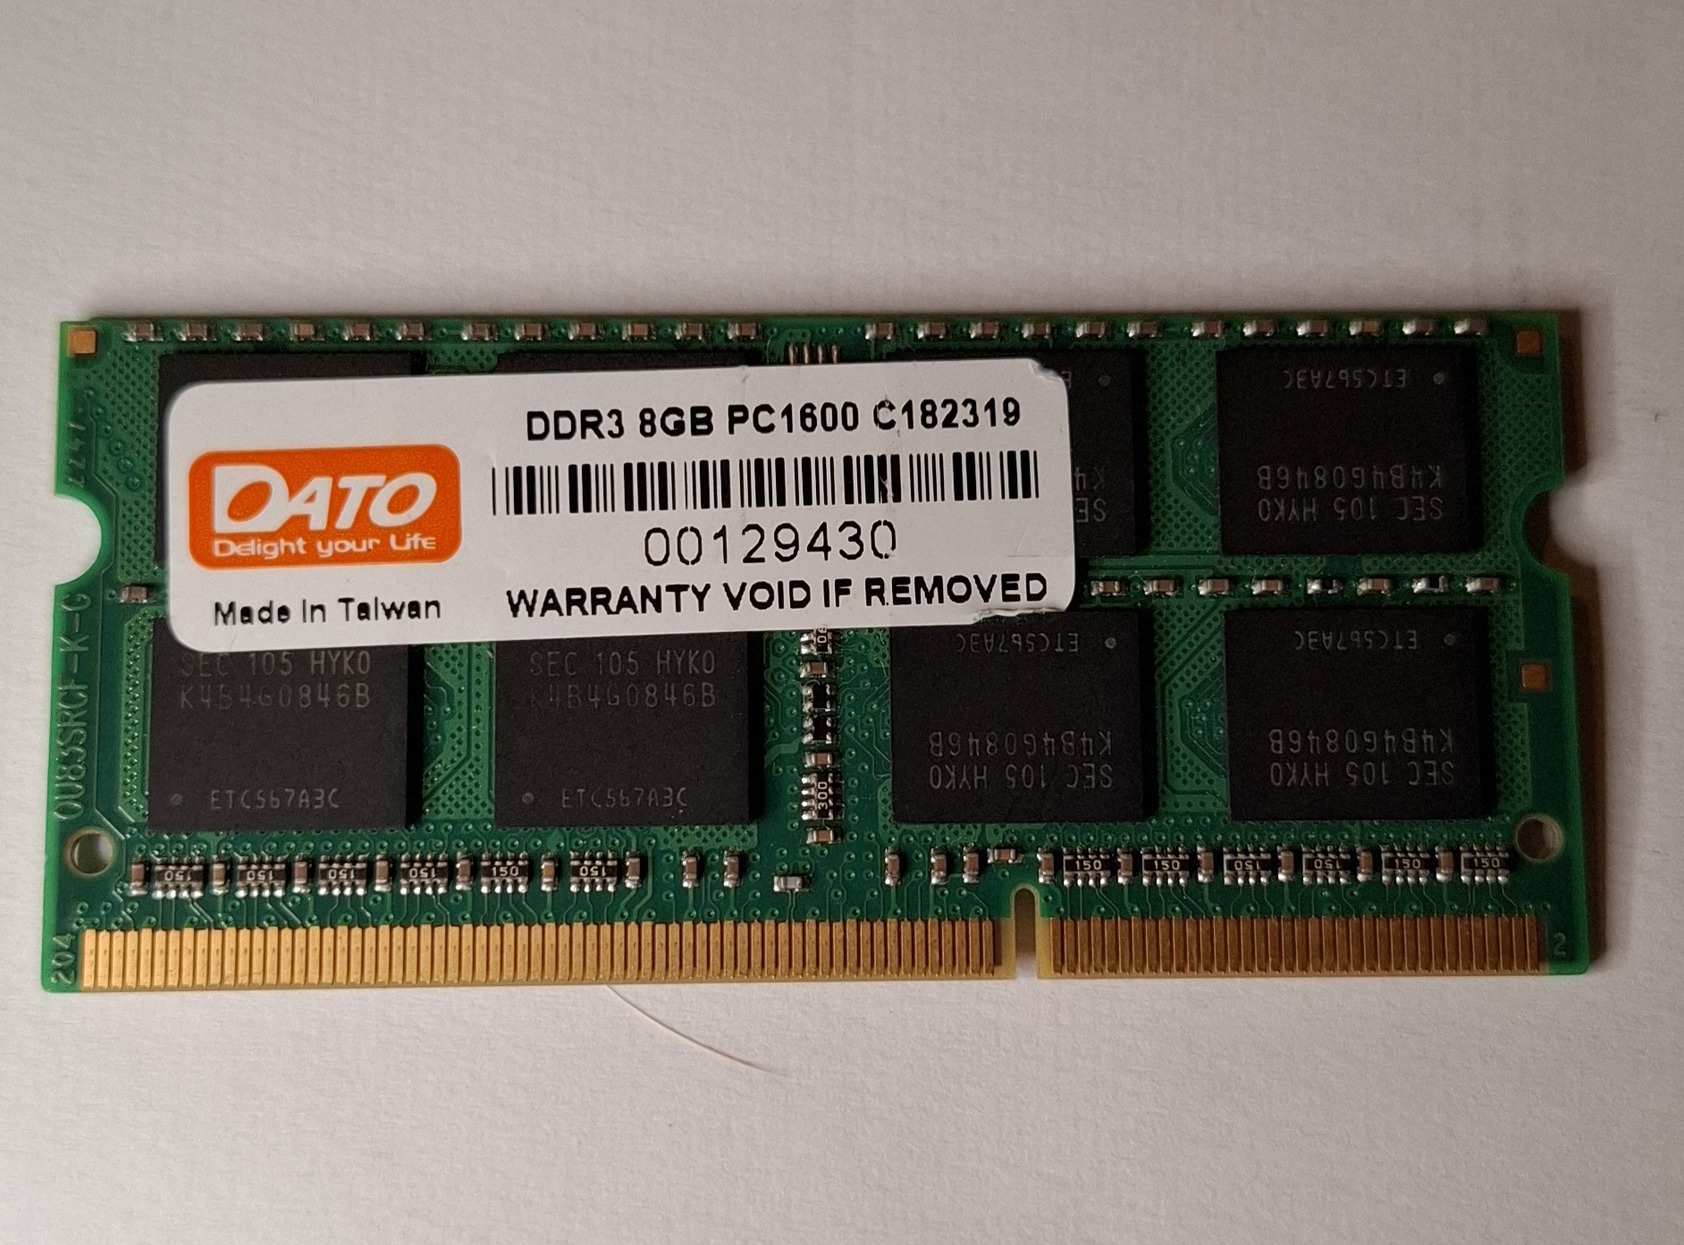 DDR3 8GB PC1600 C182319
DATO
Delight your Life
00129430
Made In Taiwan
WARRANTY VOID IF REMOVED
ETC567A3C
K4B4G0846B
SEC 105 HYK0
SEC 105 HYK0
K4B4G0846B
ETC567A3C
SEC 105 HYK0
K4B4G0846B
ETC567A3C
ETC567A3C
K4B4G0846B
SEC 105 HYK0
ETC567A3C
K4B4G0846B
SEC 105 HYK0
300
150
150
150
150
150
150
150
150
150
150
150
150
204
2